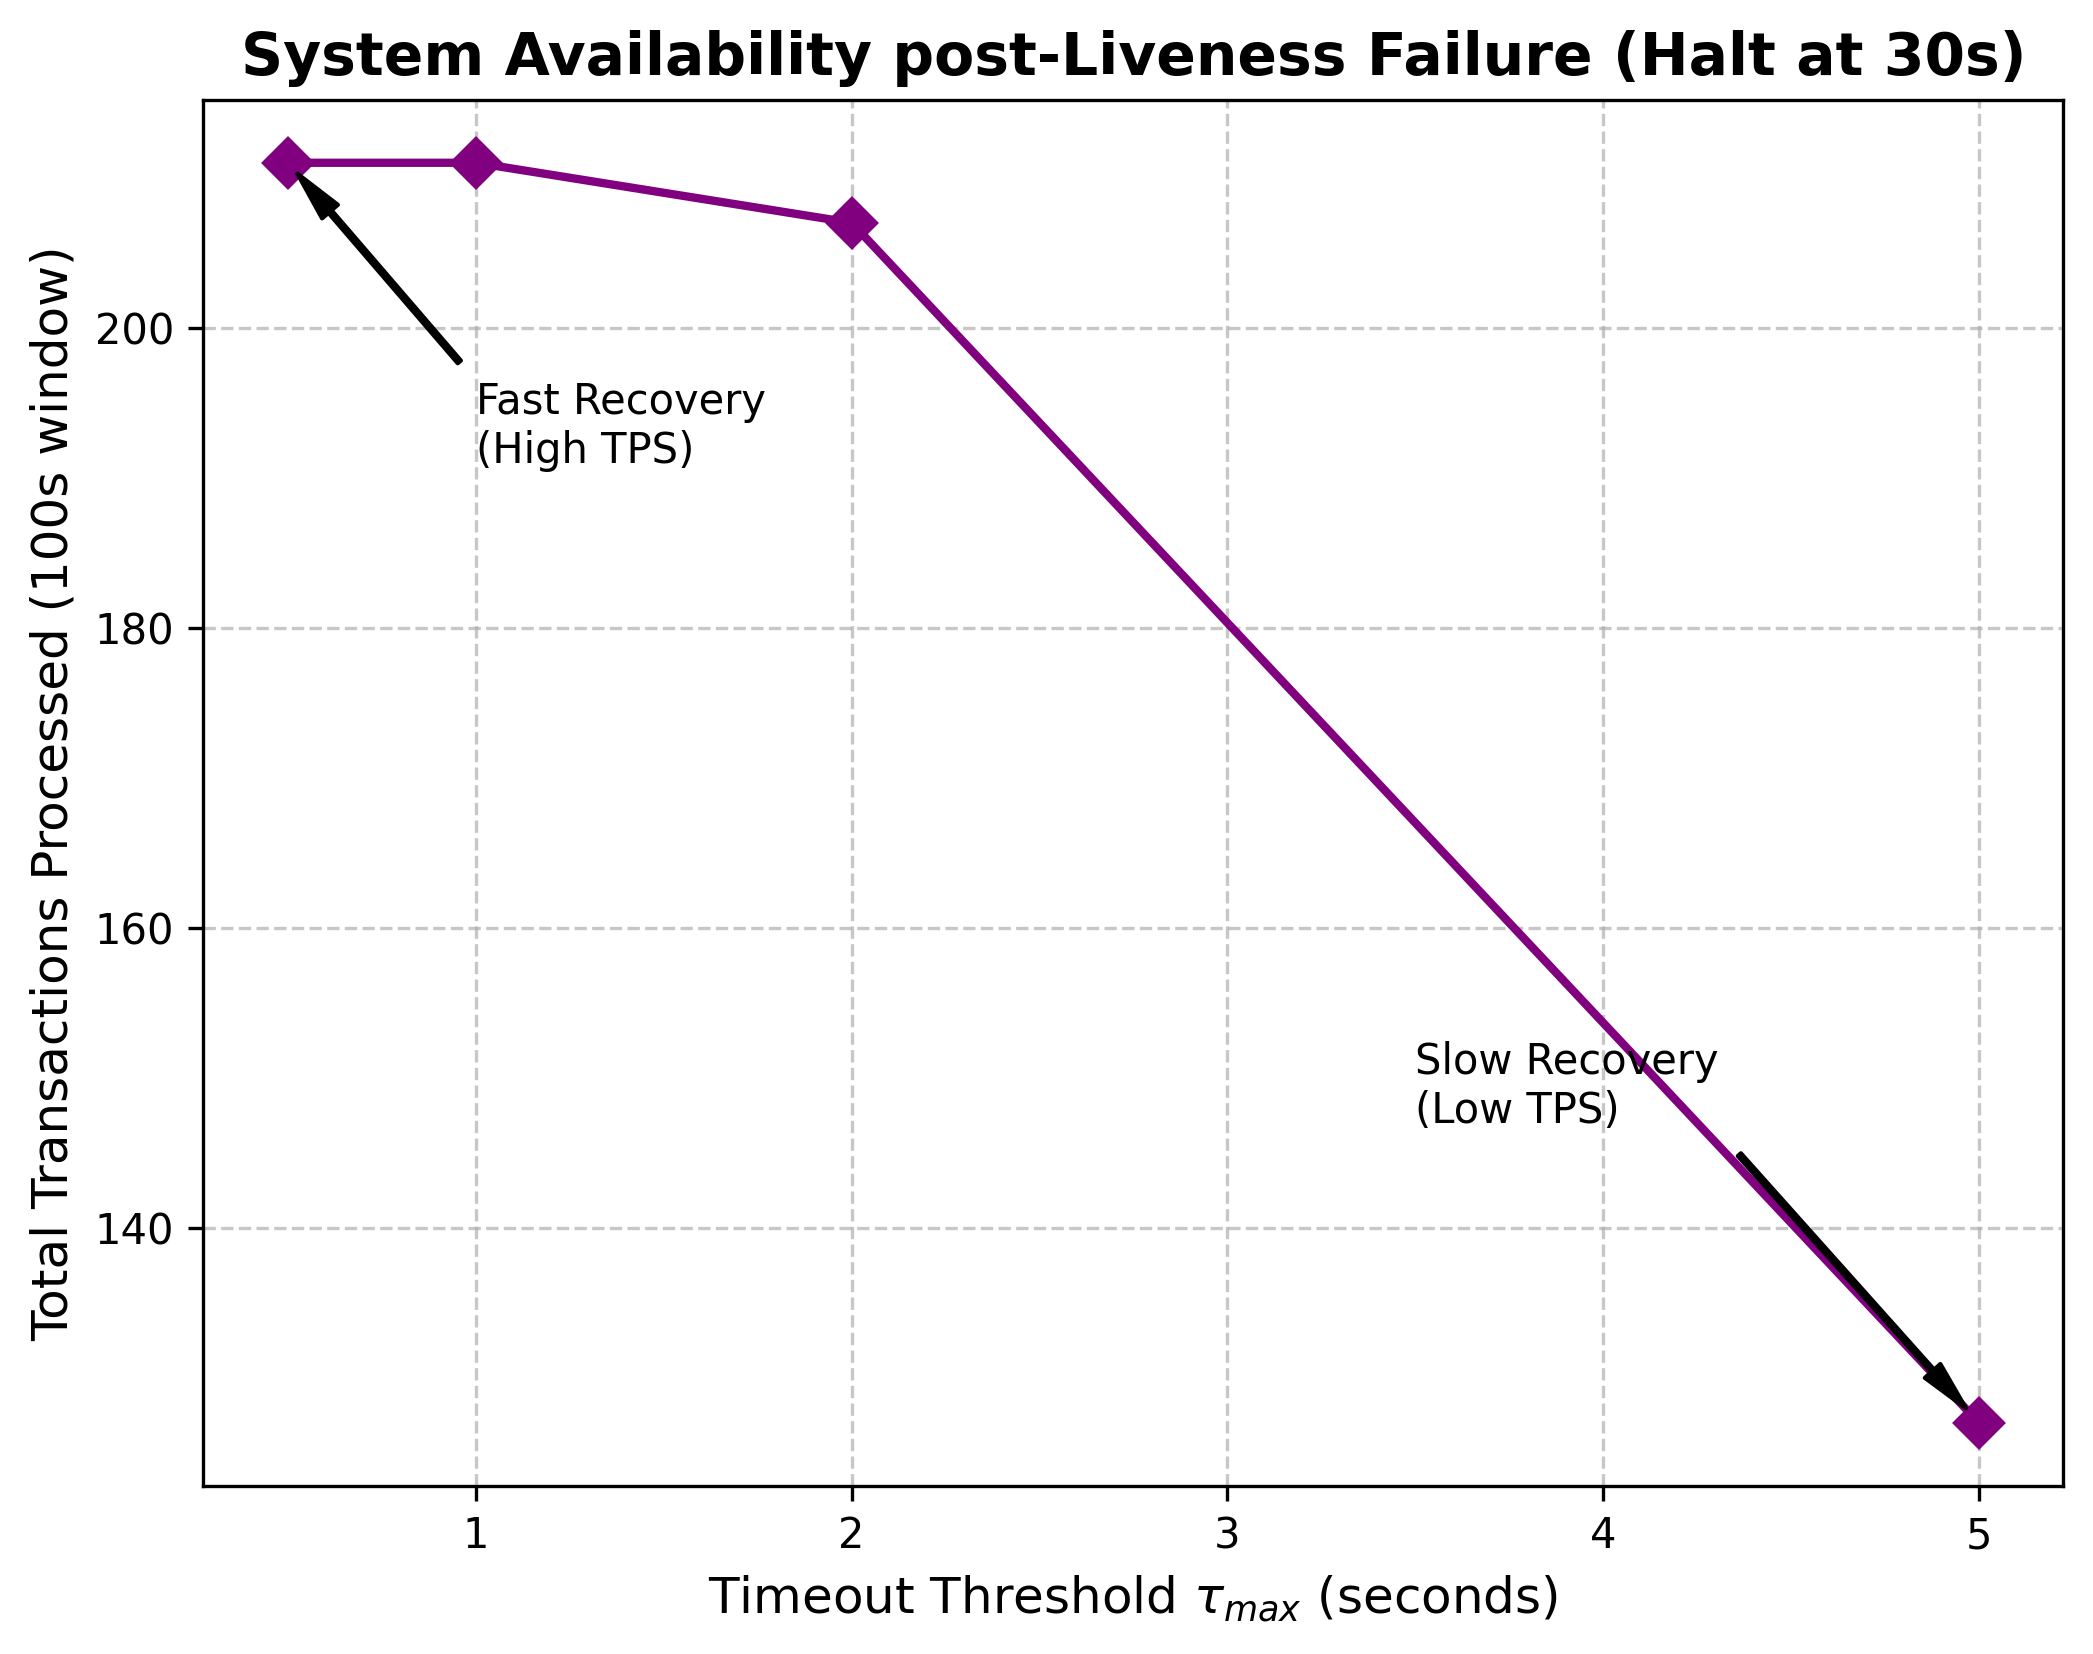 System Availability post-Liveness Failure (Halt at 30s)
Total Transactions Processed (100s window)
200
180
160
140
Fast Recovery
(High TPS)
Slow Recovery
(Low TPS)
1
2
3
4
5
Timeout Threshold τmax (seconds)